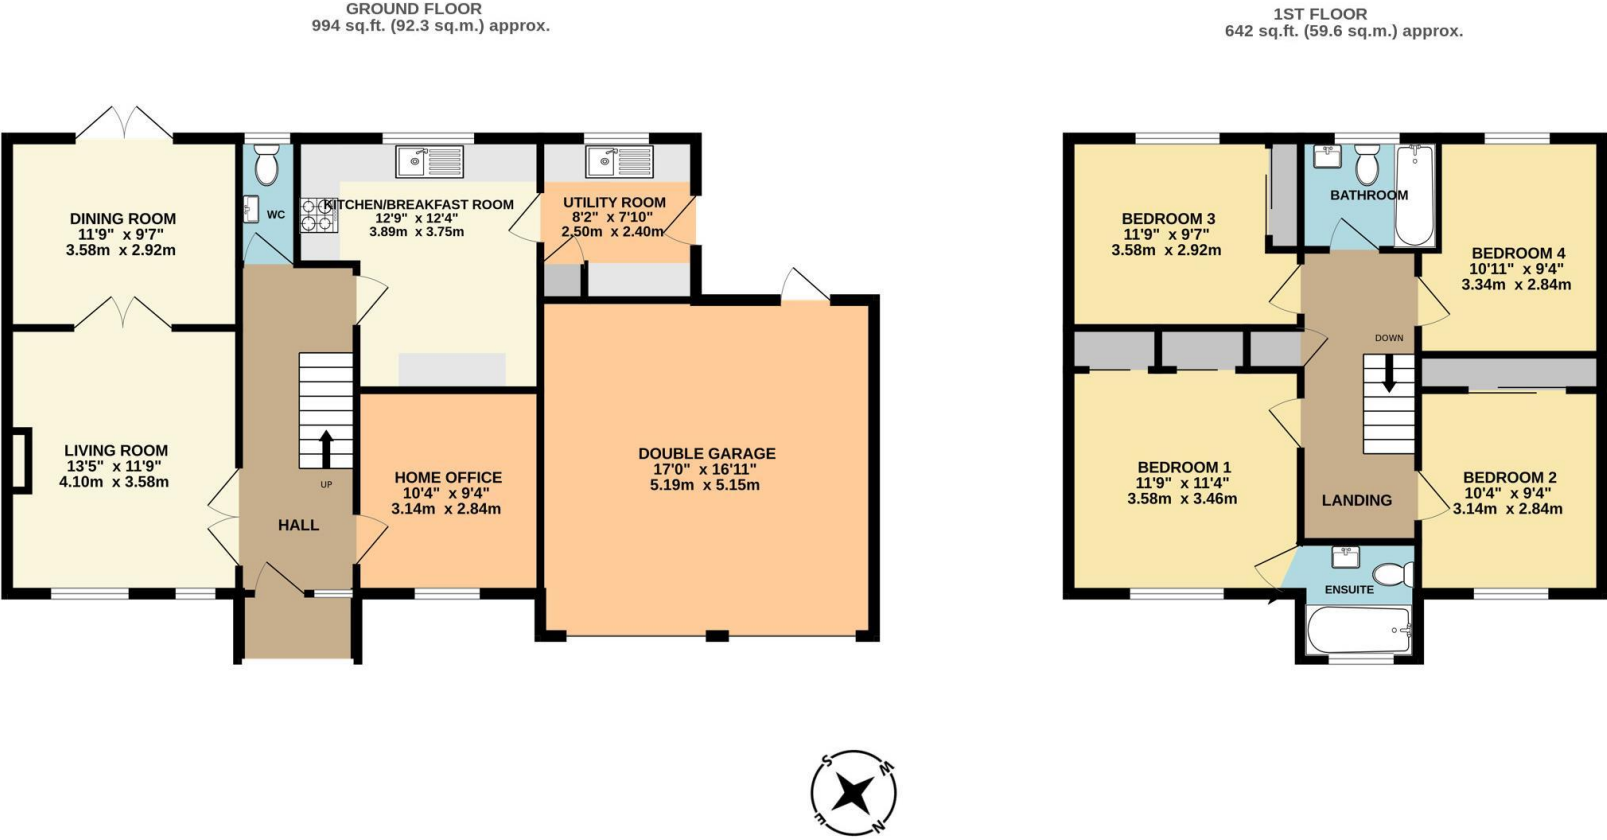 GROUND FLOOR
994 sq.ft. (92.3 sq.m.) approx.
1ST FLOOR
642 sq.ft. (59.6 sq.m.) approx.
DINING ROOM
11'9" x 9'7"
3.58m x 2.92m
WC
KITCHEN/BREAKFAST ROOM
12'9" x 12'4"
3.89m x 3.75m
UTILITY ROOM
8'2" x 7'10"
2.50m x 2.40m
LIVING ROOM
13'5" x 11'9"
4.10m x 3.58m
UP
HALL
HOME OFFICE
10'4" x 9'4"
3.14m x 2.84m
DOUBLE GARAGE
17'0" x 16'11"
5.19m x 5.15m
BEDROOM 3
11'9" x 9'7"
3.58m x 2.92m
BATHROOM
BEDROOM 4
10'11" x 9'4"
3.34m x 2.84m
DOWN
BEDROOM 1
11'9" x 11'4"
3.58m x 3.46m
LANDING
BEDROOM 2
10'4" x 9'4"
3.14m x 2.84m
ENSUITE
S
W
E
N